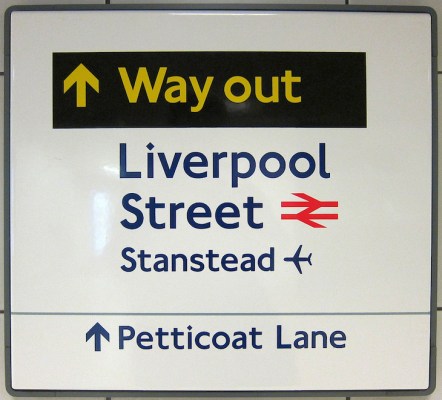 Way out
Liverpool
Street
Stanstead
Petticoat Lane